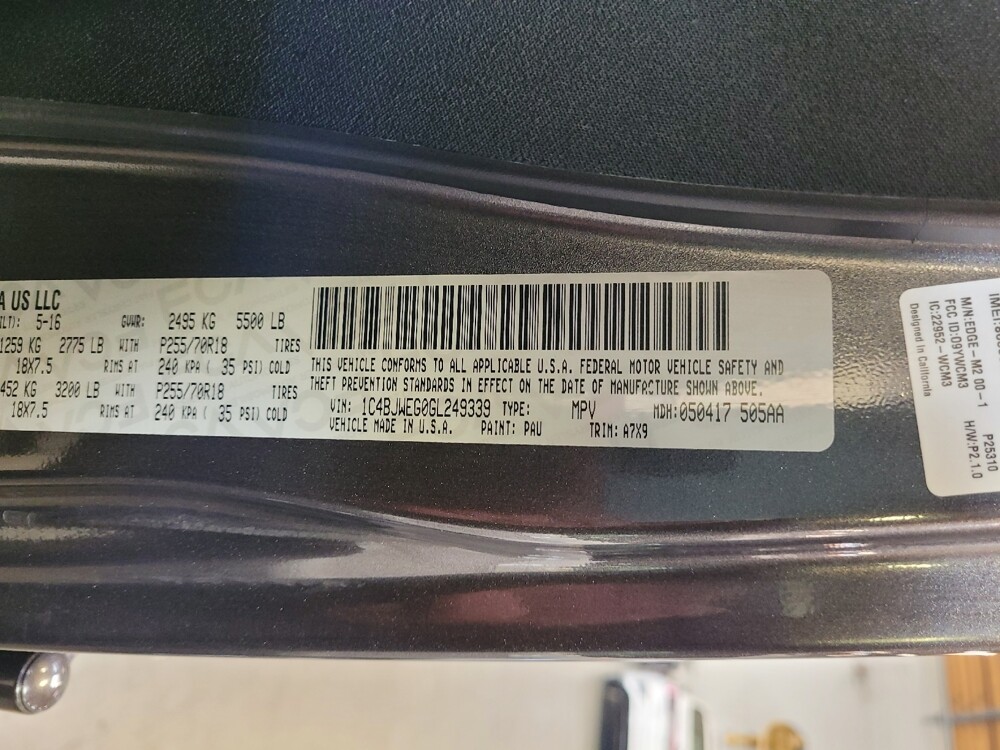 A US LLC
ILT): 5-16 GVWR: 2495 KG 5500 LB
1259 KG 2775 LB WITH P255/70R18 TIRES
18X7.5 RIMS AT 240 KPA ( 35 PSI) COLD
452 KG 3200 LB WITH P255/70R18 TIRES
18X7.5 RIMS AT 240 KPA ( 35 PSI) COLD
THIS VEHICLE CONFORMS TO ALL APPLICABLE U.S.A. FEDERAL MOTOR VEHICLE SAFETY AND
THEFT PREVENTION STANDARDS IN EFFECT ON THE DATE OF MANUFACTURE SHOWN ABOVE.
VIN: 1C4BJWEG0GL249339 TYPE: MPV MDH:050417 505AA
VEHICLE MADE IN U.S.A. PAINT: PAU TRIM: A7X9
M/N:EDGE-M2 00-1 P25310
FCC ID:O9YWCM3 H/W:P2.1.0
IC:22952-WCM3
Designed in California